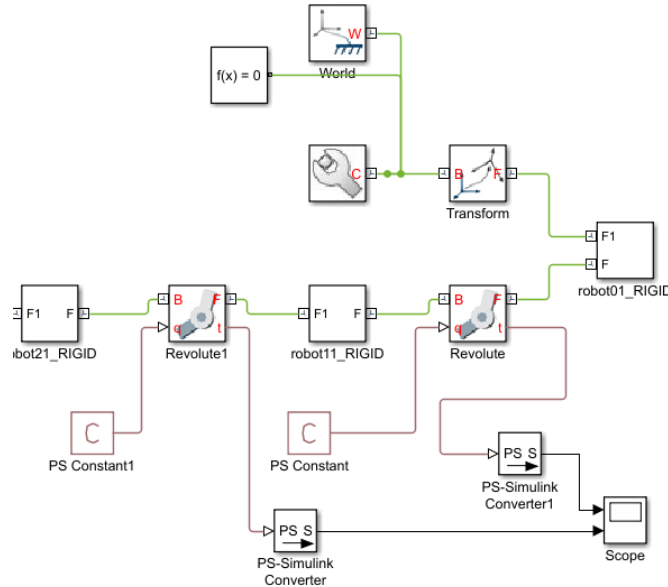 W
World
f(x) = 0
C
B F
Transform
F1
F
robot01_RIGID
F1 F
obot21_RIGID
B F
q t
Revolute1
F1 F
robot11_RIGID
B F
q t
Revolute
C
PS Constant1
C
PS Constant
PS S
PS-Simulink
Converter1
PS S
PS-Simulink
Converter
Scope